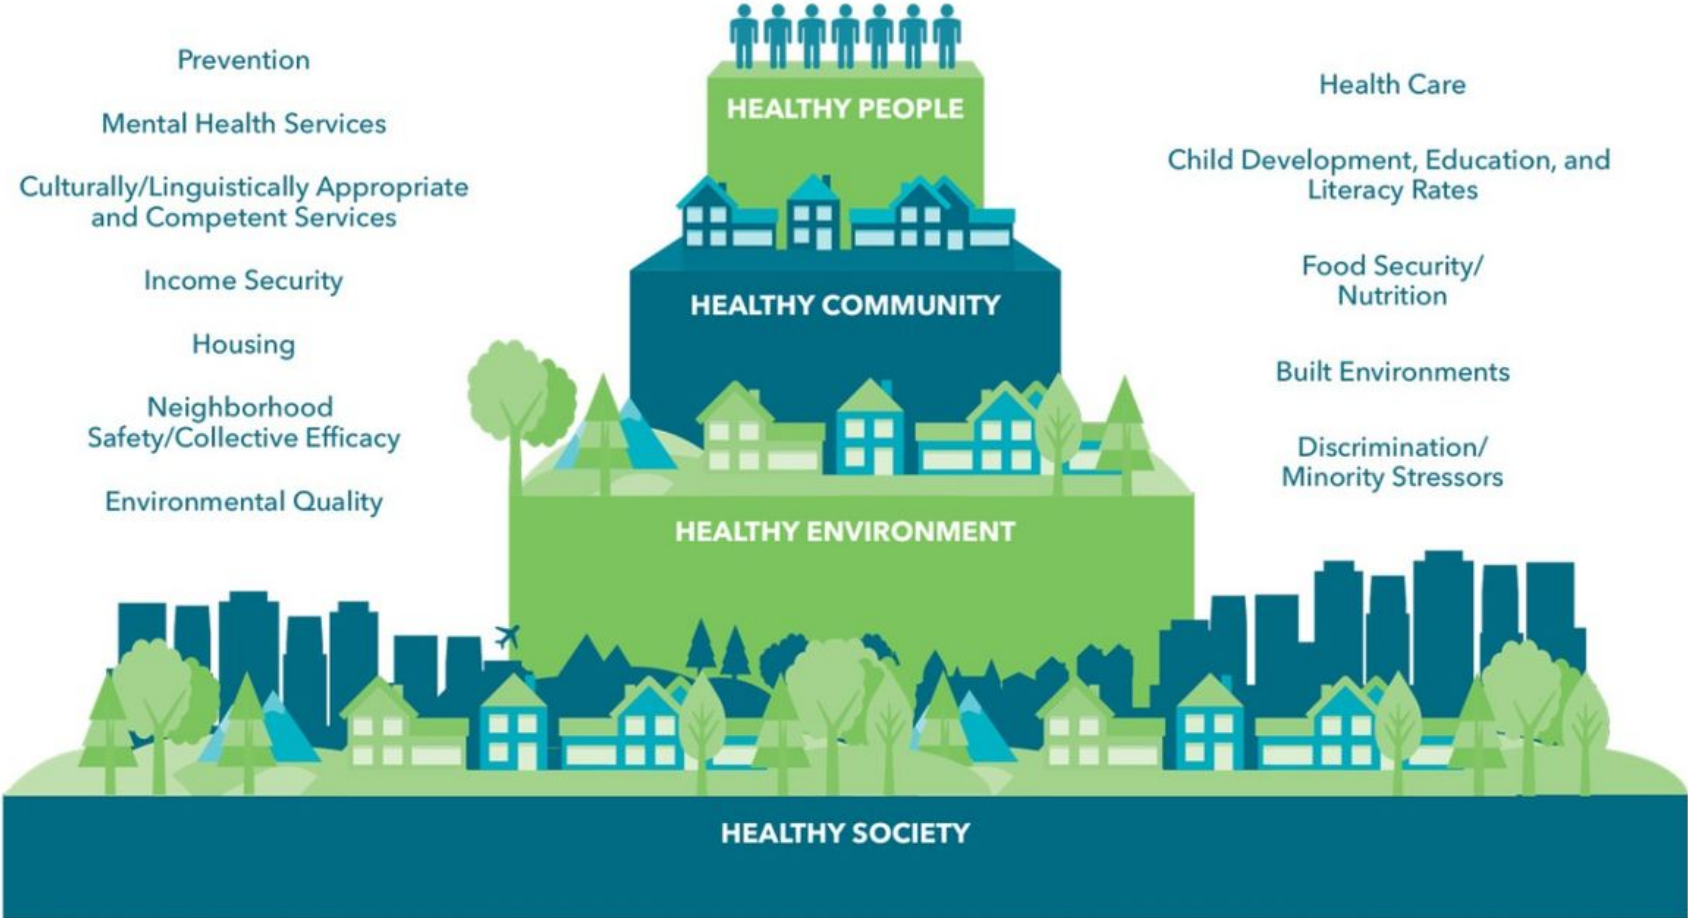 Prevention
Mental Health Services
Culturally/Linguistically Appropriate
and Competent Services
Income Security
Housing
Neighborhood
Safety/Collective Efficacy
Environmental Quality
HEALTHY PEOPLE
HEALTHY COMMUNITY
HEALTHY ENVIRONMENT
HEALTHY SOCIETY
Health Care
Child Development, Education, and
Literacy Rates
Food Security/
Nutrition
Built Environments
Discrimination/
Minority Stressors